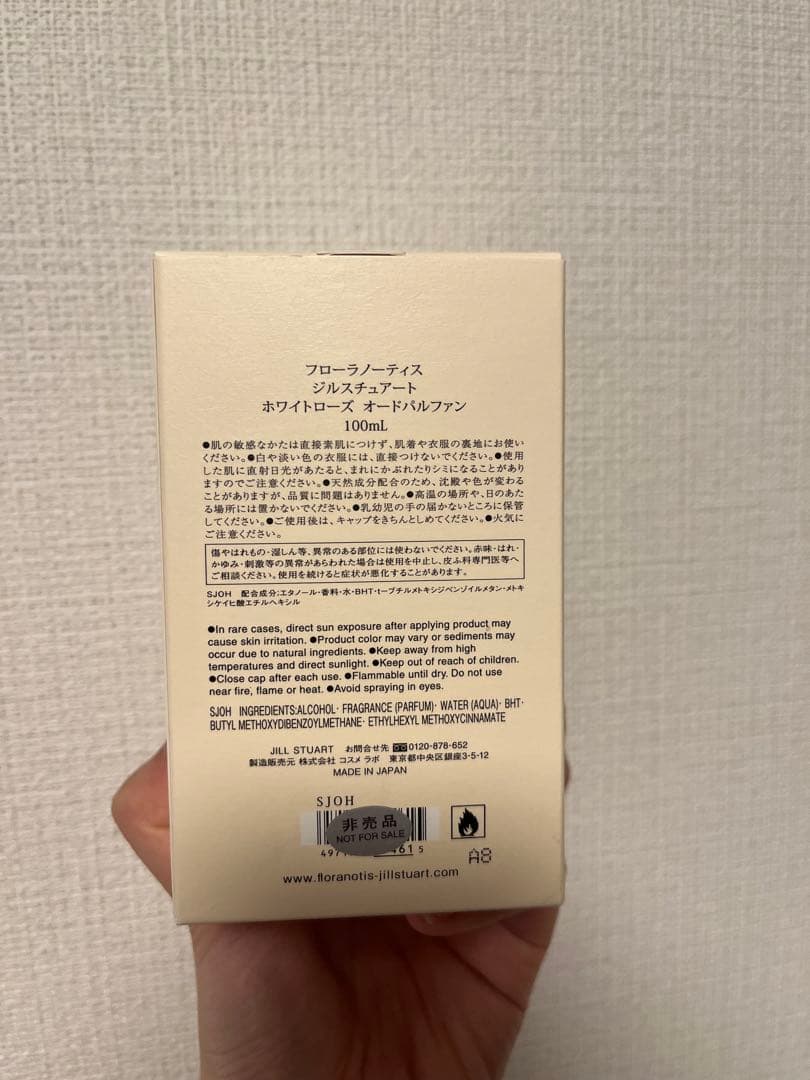 フローラノーティス
ジルスチュアート
ホワイトローズ オードパルファン
100mL
●肌の敏感なかたは直接素肌につけず、肌着や衣服の裏地にお使い
ください。●白や淡い色の衣服には、直接つけないでください。●使用
した肌に直射日光があたると、まれにかぶれたりシミになることがあり
ますのでご注意ください。●天然成分配合のため、沈殿や色が変わる
ことがありますが、品質に問題はありません。●高温の場所や、日のあた
る場所には置かないでください。●乳幼児の手の届かないところに保管
してください。●ご使用後は、キャップをきちんとしめてください。●火気に
ご注意ください。
傷やはれもの・湿しん等、異常のある部位には使わないでください。赤味・はれ・
かゆみ・刺激等の異常があらわれた場合は使用を中止し、皮ふ科専門医等へ
ご相談ください。使用を続けると症状が悪化することがあります。
SJOH 配合成分:エタノール・香料・水・BHT・t-ブチルメトキシジベンゾイルメタン・メトキ
シケイヒ酸エチルヘキシル
●In rare cases, direct sun exposure after applying product may
cause skin irritation. ●Product color may vary or sediments may
occur due to natural ingredients. ●Keep away from high
temperatures and direct sunlight. ●Keep out of reach of children.
●Close cap after each use. ●Flammable until dry. Do not use
near fire, flame or heat. ●Avoid spraying in eyes.
SJOH INGREDIENTS:ALCOHOL· FRAGRANCE (PARFUM)· WATER (AQUA)· BHT·
BUTYL METHOXYDIBENZOYLMETHANE· ETHYLHEXYL METHOXYCINNAMATE
JILL STUART お問合せ先 0120-878-652
製造販売元 株式会社 コスメ ラボ 東京都中央区銀座3-5-12
MADE IN JAPAN
SJOH
非売品
NOT FOR SALE
A8
www.floranotis-jillstuart.com